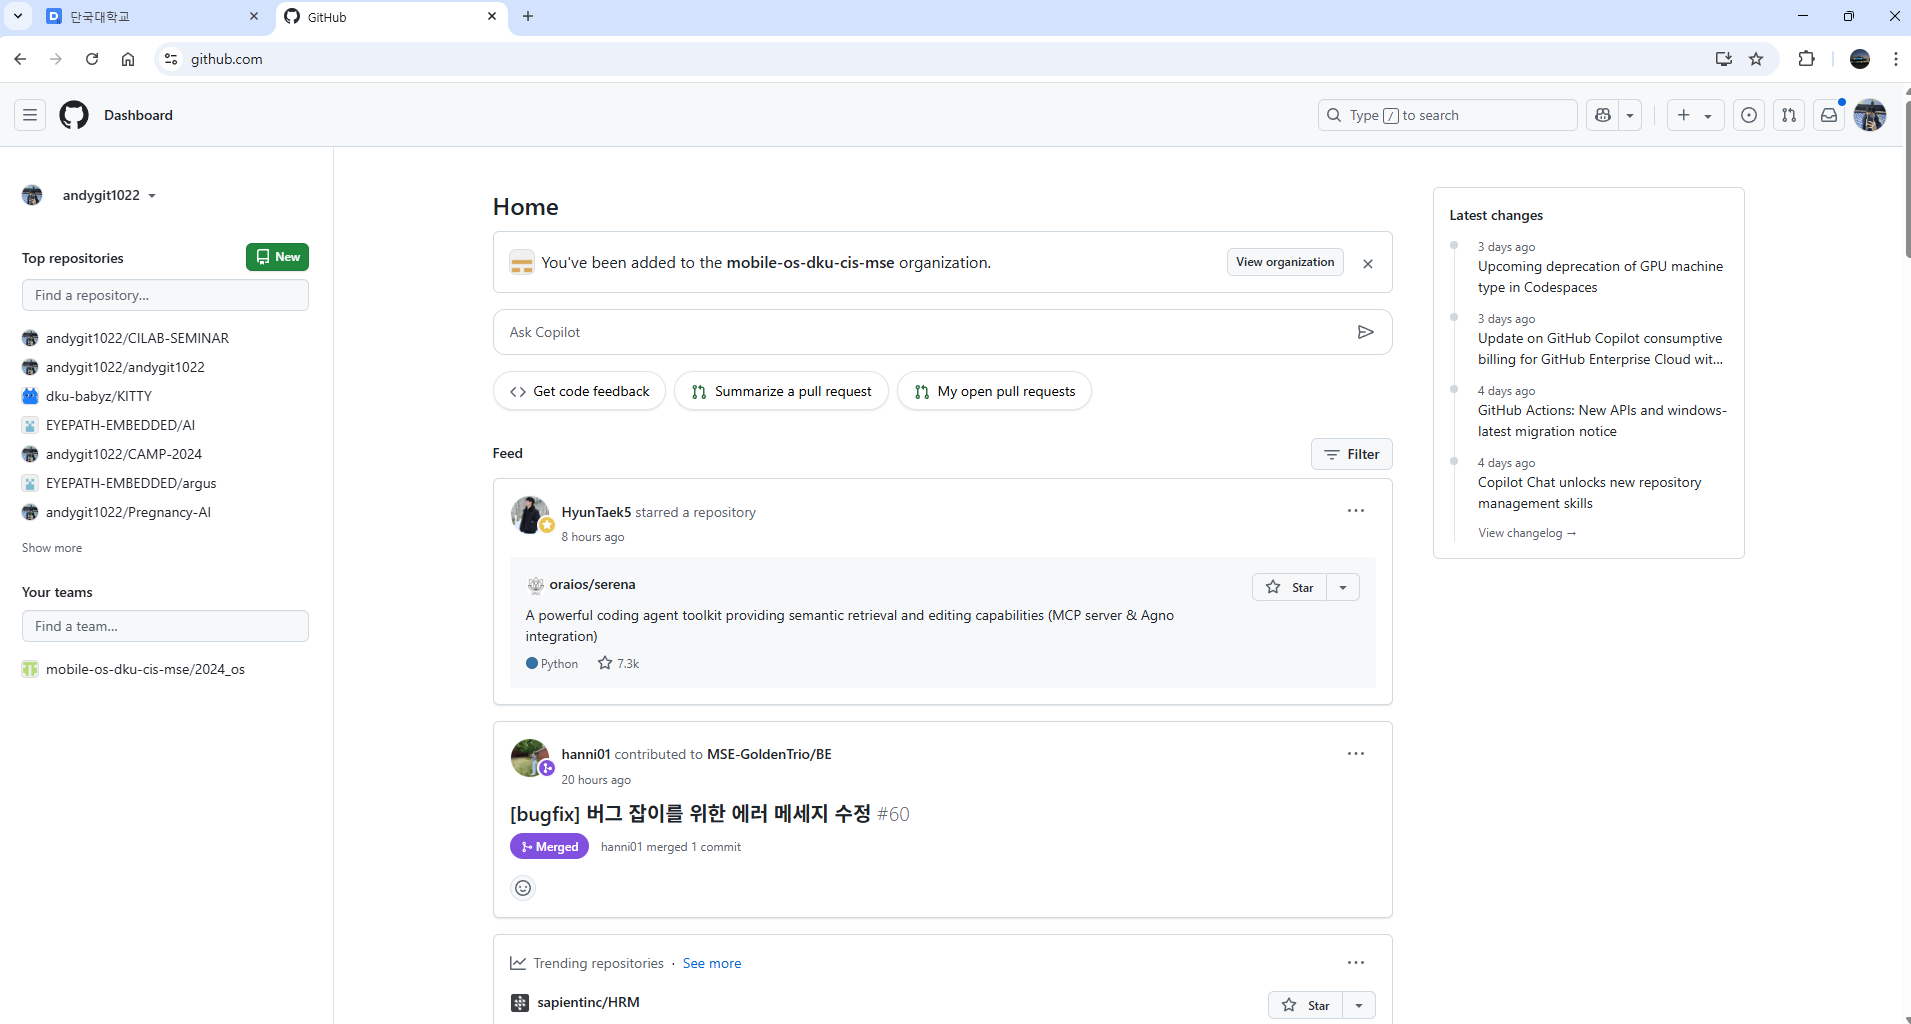 단국대학교
GitHub
github.com
Dashboard
Type / to search
andygit1022
Top repositories
New
Find a repository...
andygit1022/CILAB-SEMINAR
andygit1022/andygit1022
dku-babyz/KITTY
EYEPATH-EMBEDDED/AI
andygit1022/CAMP-2024
EYEPATH-EMBEDDED/argus
andygit1022/Pregnancy-AI
Show more
Your teams
Find a team...
mobile-os-dku-cis-mse/2024_os
Home
You've been added to the mobile-os-dku-cis-mse organization.
View organization
Ask Copilot
Get code feedback
Summarize a pull request
My open pull requests
Feed
Filter
HyunTaek5 starred a repository
8 hours ago
oraios/serena
Star
A powerful coding agent toolkit providing semantic retrieval and editing capabilities (MCP server & Agno
integration)
Python
7.3k
hanni01 contributed to MSE-GoldenTrio/BE
20 hours ago
[bugfix] 버그 잡이를 위한 에러 메세지 수정 #60
Merged
hanni01 merged 1 commit
Trending repositories · See more
sapientinc/HRM
Star
Latest changes
3 days ago
Upcoming deprecation of GPU machine
type in Codespaces
3 days ago
Update on GitHub Copilot consumptive
billing for GitHub Enterprise Cloud wit...
4 days ago
GitHub Actions: New APIs and windows-
latest migration notice
4 days ago
Copilot Chat unlocks new repository
management skills
View changelog →